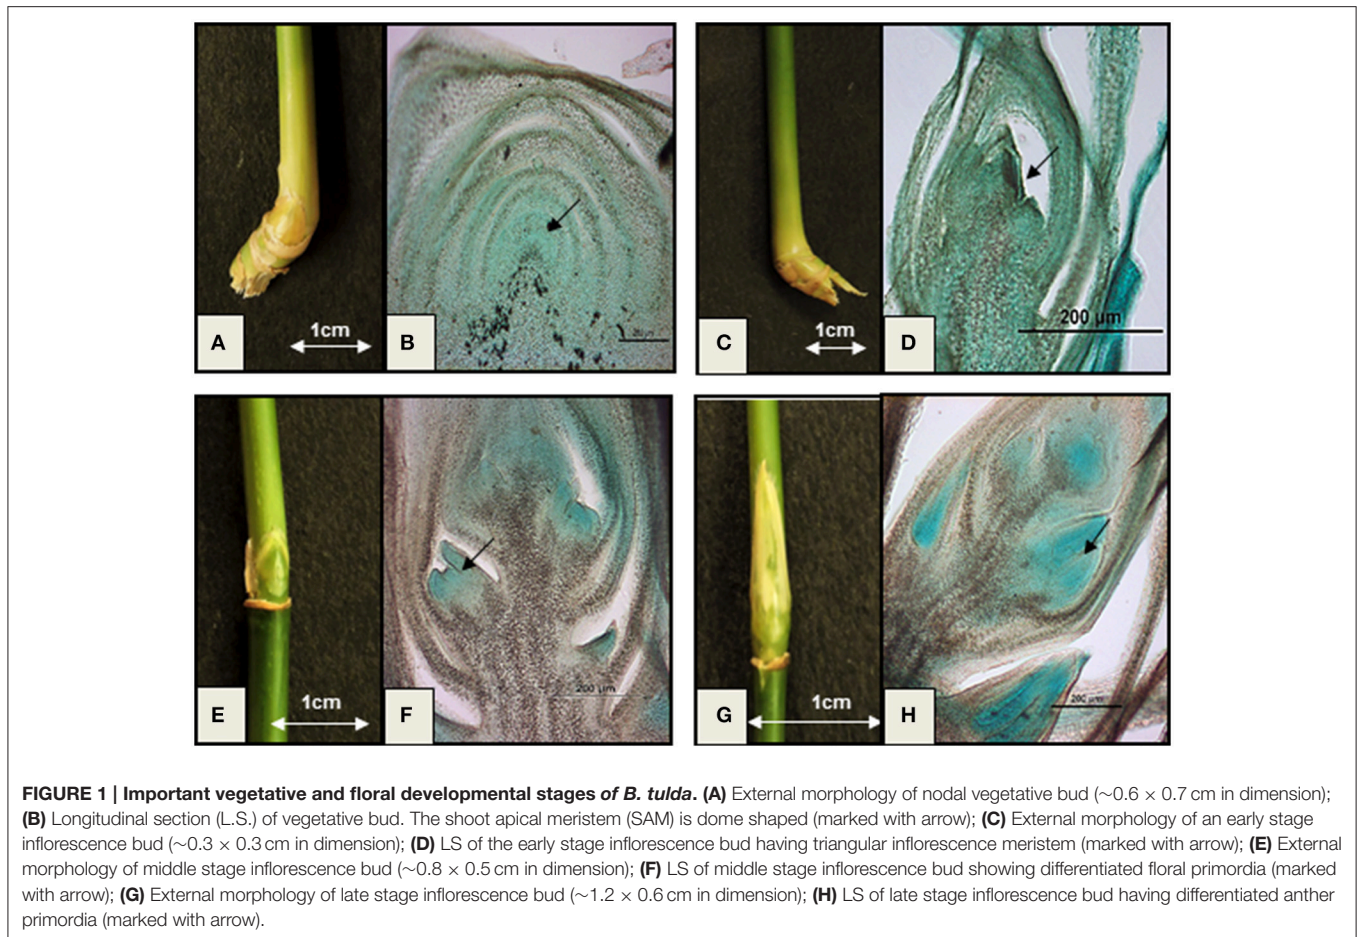 1cm
A
B
1cm
C
200 µm
D
1cm
E
200 µm
F
1cm
G
200 µm
H
FIGURE 1 | Important vegetative and floral developmental stages of B. tulda. (A) External morphology of nodal vegetative bud (∼0.6 × 0.7 cm in dimension);
(B) Longitudinal section (L.S.) of vegetative bud. The shoot apical meristem (SAM) is dome shaped (marked with arrow); (C) External morphology of an early stage
inflorescence bud (∼0.3 × 0.3 cm in dimension); (D) LS of the early stage inflorescence bud having triangular inflorescence meristem (marked with arrow); (E) External
morphology of middle stage inflorescence bud (∼0.8 × 0.5 cm in dimension); (F) LS of middle stage inflorescence bud showing differentiated floral primordia (marked
with arrow); (G) External morphology of late stage inflorescence bud (∼1.2 × 0.6 cm in dimension); (H) LS of late stage inflorescence bud having differentiated anther
primordia (marked with arrow).